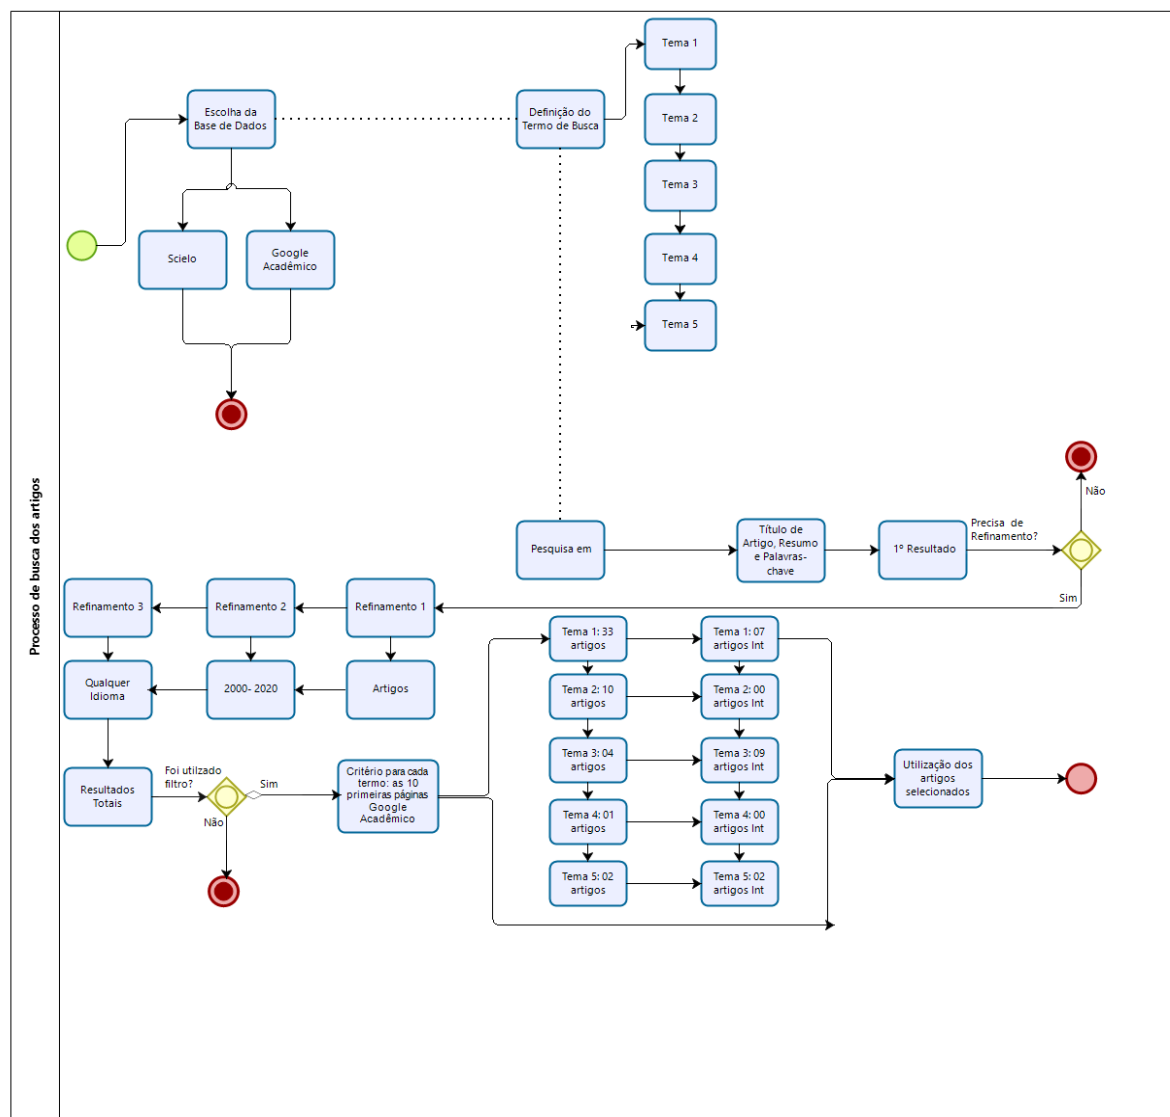 Processo de busca dos artigos
Tema 1
Escolha da
Base de Dados
Definição do
Termo de Busca
Tema 2
Tema 3
Scielo
Google
Acadêmico
Tema 4
Tema 5
Não
Pesquisa em
Título de
Artigo, Resumo
e Palavras-
chave
1º Resultado
Precisa de
Refinamento?
Sim
Refinamento 3
Refinamento 2
Refinamento 1
Qualquer
Idioma
2000- 2020
Artigos
Tema 1: 33
artigos
Tema 1: 07
artigos Int
Tema 2: 10
artigos
Tema 2: 00
artigos Int
Tema 3: 04
artigos
Tema 3: 09
artigos Int
Tema 4: 01
artigos
Tema 4: 00
artigos Int
Tema 5: 02
artigos
Tema 5: 02
artigos Int
Resultados
Totais
Foi utilzado
filtro?
Sim
Não
Critério para cada
termo: as 10
primeiras páginas
Google
Acadêmico
Utilização dos
artigos
selecionados